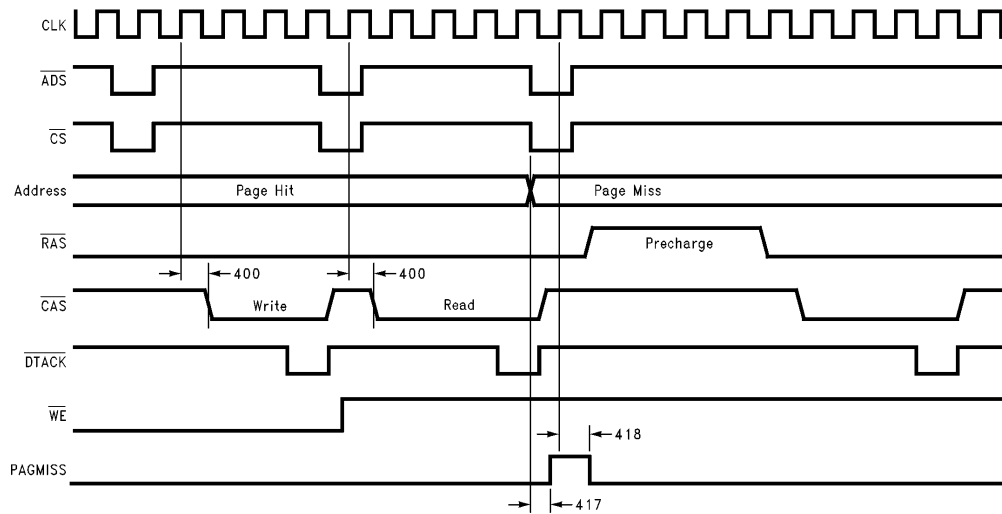 CLK
ADS
CS
Address Page Hit Page Miss
RAS Precharge
400 400
CAS Write Read
DTACK
WE
418
PAGMISS
417